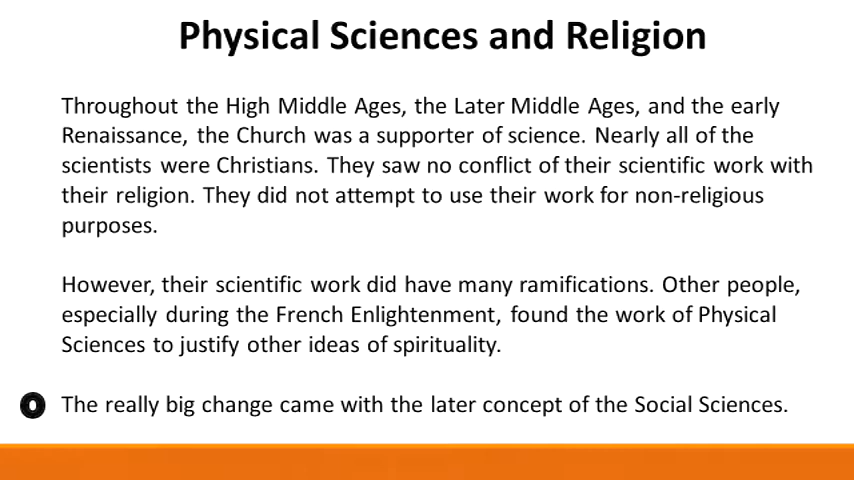 Physical Sciences and Religion
Throughout the High Middle Ages, the Later Middle Ages, and the early
Renaissance, the Church was a supporter of science. Nearly all of the
scientists were Christians. They saw no conflict of their scientific work with
their religion. They did not attempt to use their work for non-religious
purposes.
However, their scientific work did have many ramifications. Other people,
especially during the French Enlightenment, found the work of Physical
Sciences to justify other ideas of spirituality.
The really big change came with the later concept of the Social Sciences.